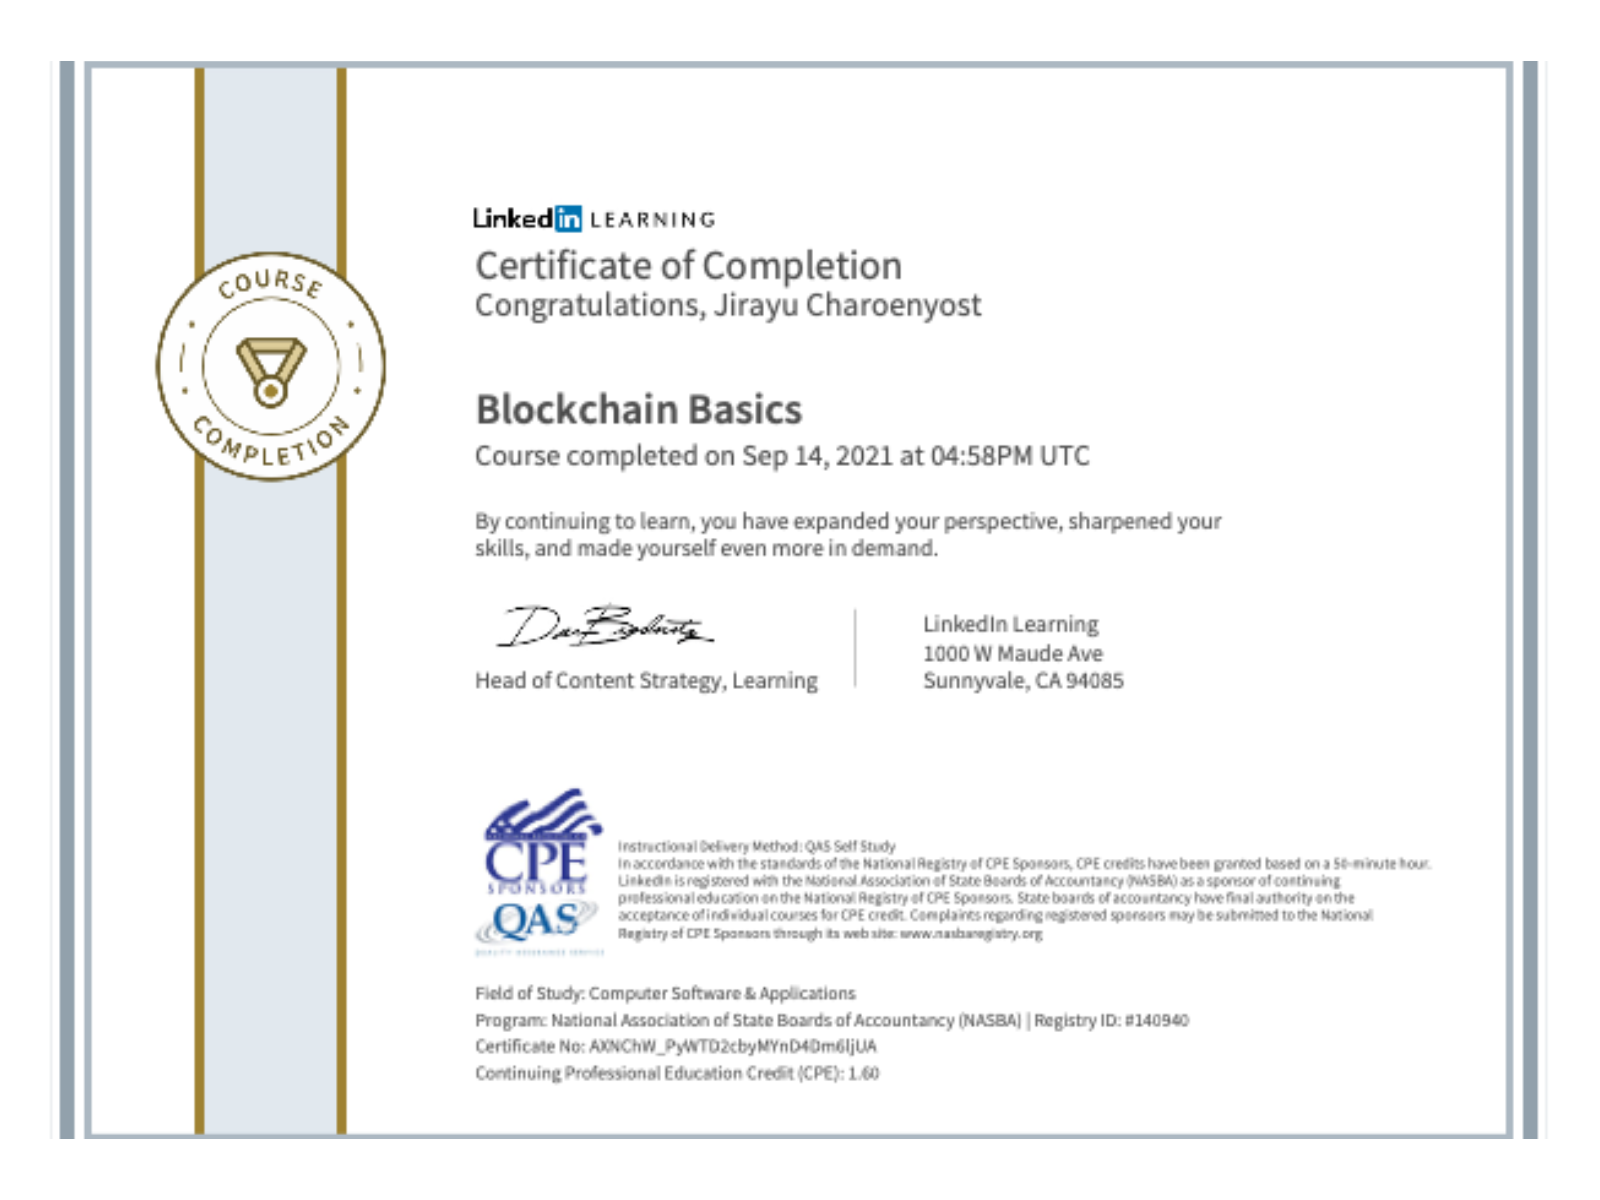 COURSE
COMPLETION
Linkedin LEARNING
Certificate of Completion
Congratulations, Jirayu Charoenyost
Blockchain Basics
Course completed on Sep 14, 2021 at 04:58PM UTC
By continuing to learn, you have expanded your perspective, sharpened your
skills, and made yourself even more in demand.
Head of Content Strategy, Learning
LinkedIn Learning
1000 W Maude Ave
Sunnyvale, CA 94085
CPE
SPONSORS
QAS
Instructional Delivery Method: QAS Self Study
In accordance with the standards of the National Registry of CPE Sponsors, CPE credits have been granted based on a 50-minute hour.
LinkedIn is registered with the National Association of State Boards of Accountancy (NASBA) as a sponsor of continuing
professional education on the National Registry of CPE Sponsors. State boards of accountancy have final authority on the
acceptance of individual courses for CPE credit. Complaints regarding registered sponsors may be submitted to the National
Registry of CPE Sponsors through its web site: www.nasbaregistry.org
Field of Study: Computer Software & Applications
Program: National Association of State Boards of Accountancy (NASBA) | Registry ID: #140940
Certificate No: AXNChW_PyWTD2cbyMYnD4Dm6ljUA
Continuing Professional Education Credit (CPE): 1.60